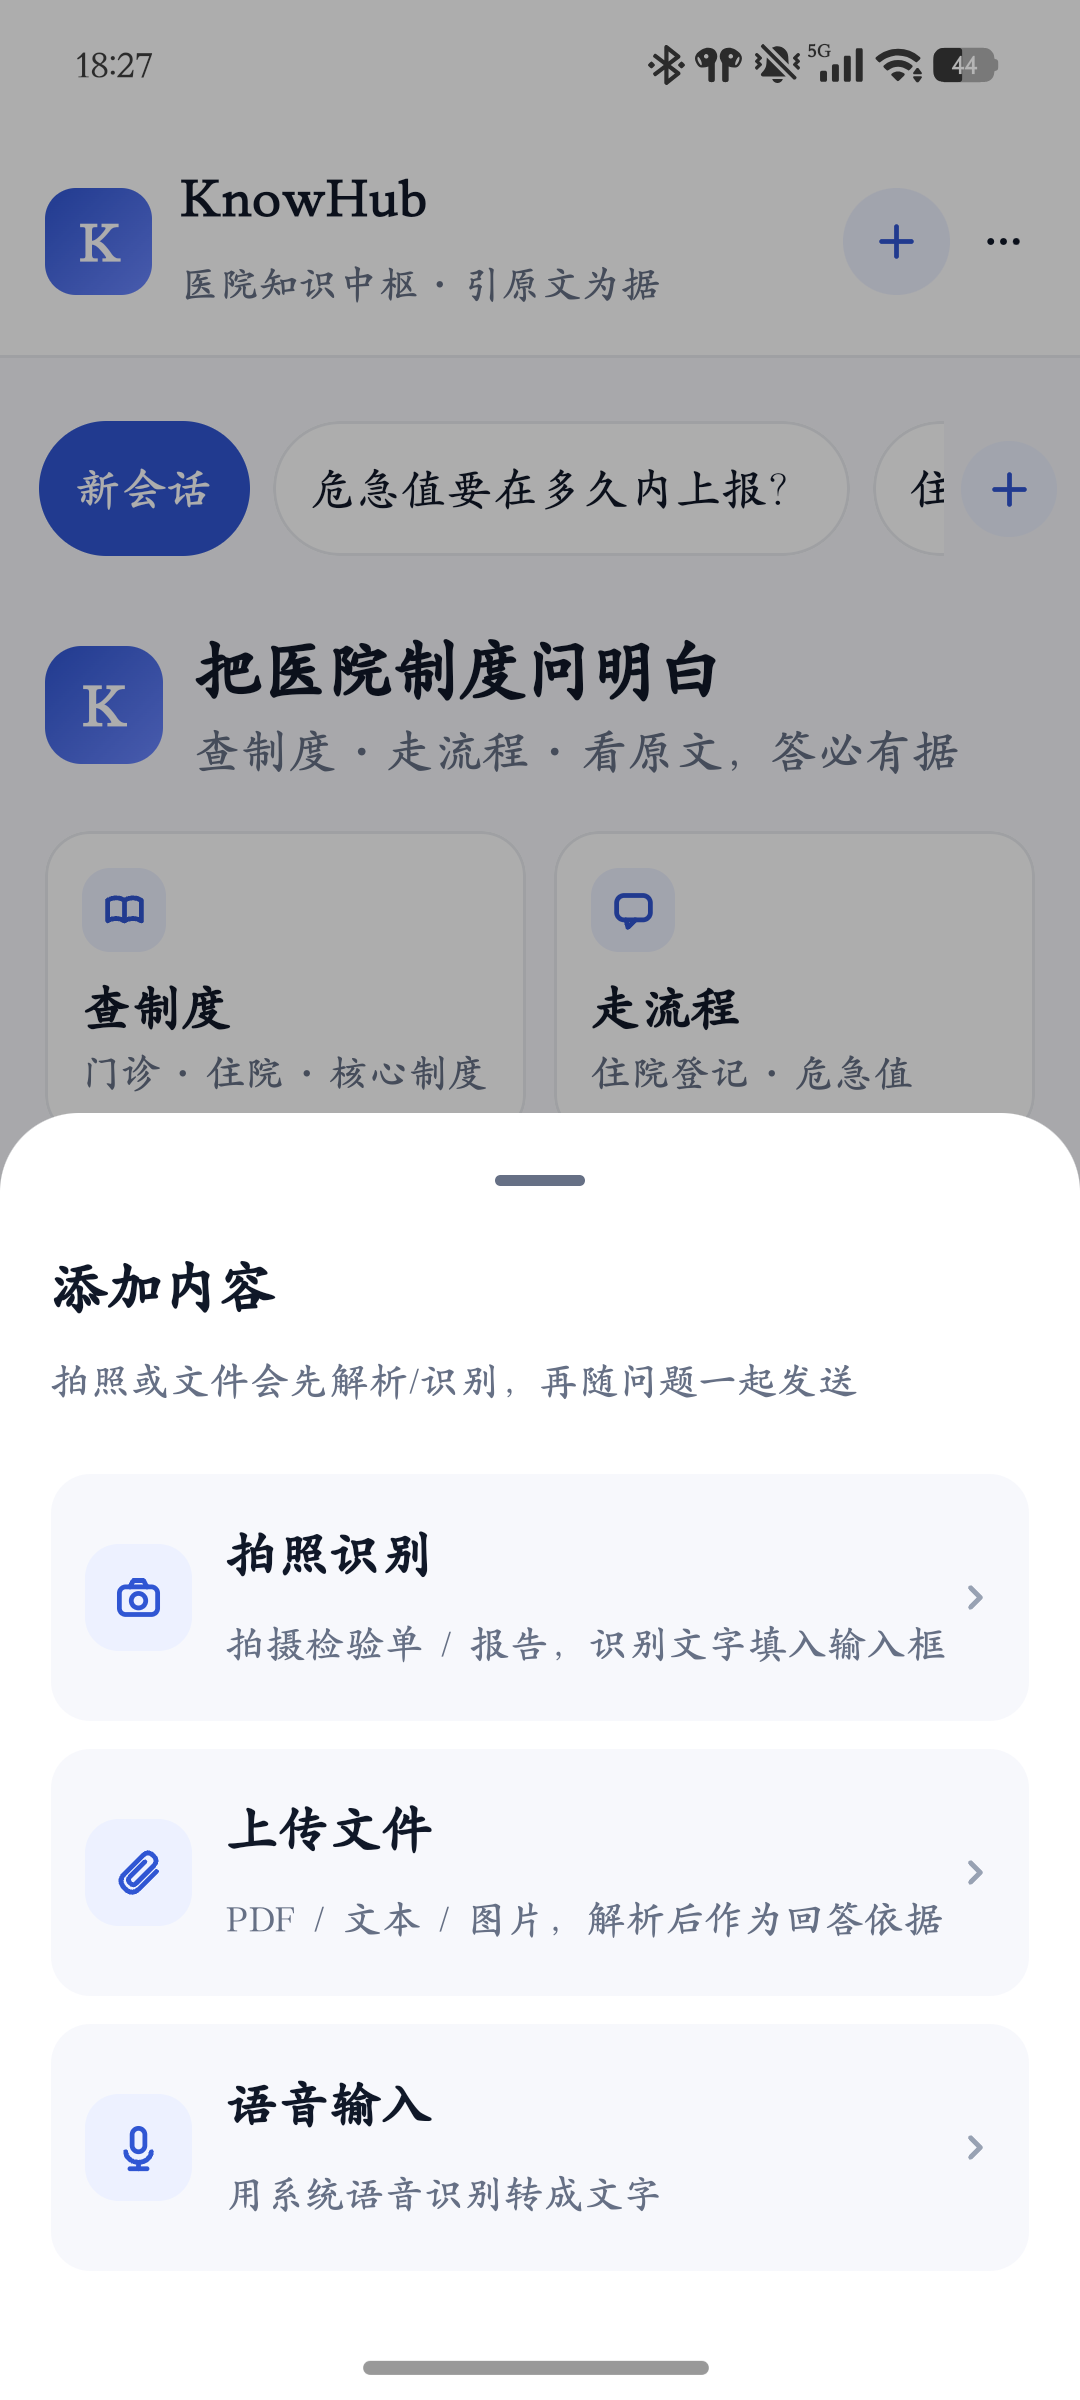 18:27
5G
44
K
KnowHub
医院知识中枢 · 引原文为据
新会话
危急值要在多久内上报?
住
K
把医院制度问明白
查制度 · 走流程 · 看原文, 答必有据
查制度
门诊 · 住院 · 核心制度
走流程
住院登记 · 危急值
添加内容
拍照或文件会先解析/识别, 再随问题一起发送
拍照识别
拍摄检验单 / 报告, 识别文字填入输入框
上传文件
PDF / 文本 / 图片, 解析后作为回答依据
语音输入
用系统语音识别转成文字